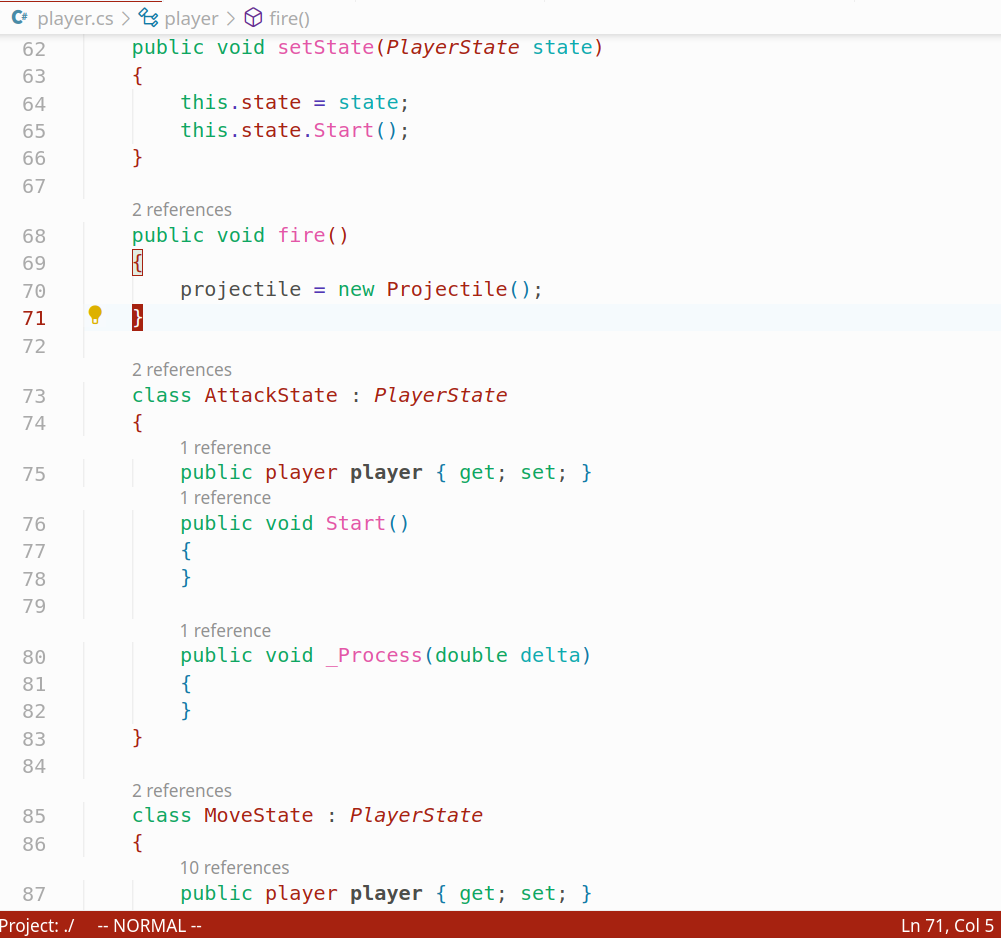 C# player.cs > player > fire()
62 public void setState(PlayerState state)
63 {
64 this.state = state;
65 this.state.Start();
66 }
67
2 references
68 public void fire()
69 {
70 projectile = new Projectile();
71 }
72
2 references
73 class AttackState : PlayerState
74 {
1 reference
75 public player player { get; set; }
1 reference
76 public void Start()
77 {
78 }
79
1 reference
80 public void _Process(double delta)
81 {
82 }
83 }
84
2 references
85 class MoveState : PlayerState
86 {
10 references
87 public player player { get; set; }
Project: ./ -- NORMAL -- Ln 71, Col 5